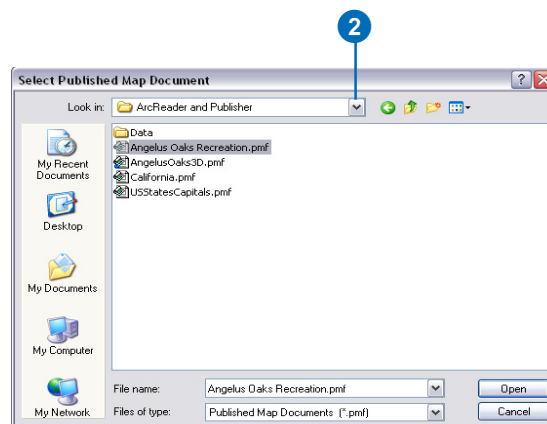 2
Select Published Map Document
Look in:
ArcReader and Publisher
Data
Angelus Oaks Recreation.pmf
AngelusOaks3D.pmf
California.pmf
USStatesCapitals.pmf
My Recent
Documents
Desktop
My Documents
My Computer
My Network
File name:
Angelus Oaks Recreation.pmf
Open
Files of type:
Published Map Documents (*.pmf)
Cancel